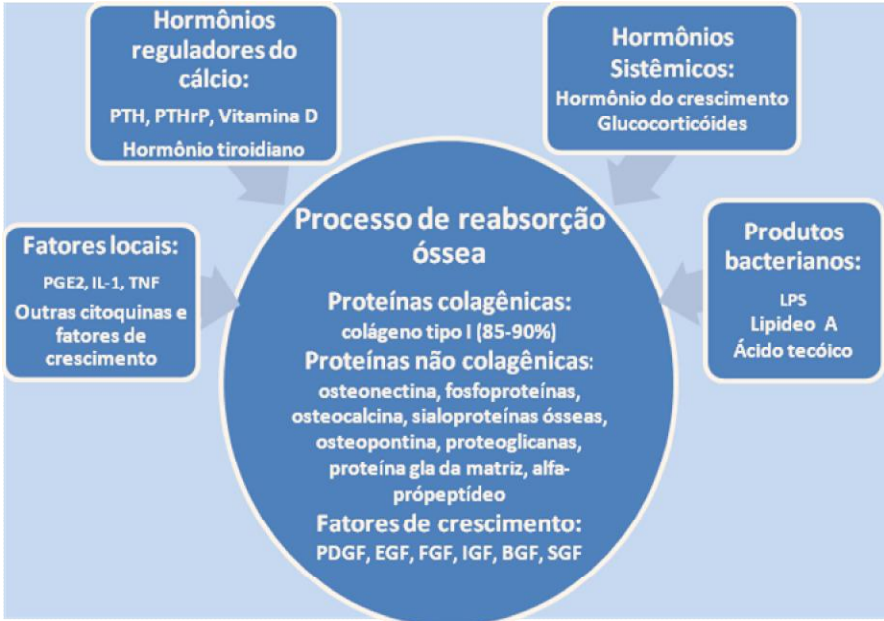 Hormônios
reguladores do
cálcio:
PTH, PTHrP, Vitamina D
Hormônio tiroidiano
Hormônios
Sistêmicos:
Hormônio do crescimento
Glucocorticóides
Fatores locais:
PGE2, IL-1, TNF
Outras citoquinas e
fatores de
crescimento
Processo de reabsorção
óssea
Proteínas colagênicas:
colágeno tipo I (85-90%)
Proteínas não colagênicas:
osteonectina, fosfoproteínas,
osteocalcina, sialoproteínas ósseas,
osteopontina, proteoglicanas,
proteína gla da matriz, alfa-
própeptídeo
Fatores de crescimento:
PDGF, EGF, FGF, IGF, BGF, SGF
Produtos
bacterianos:
LPS
Lipideo A
Ácido tecóico